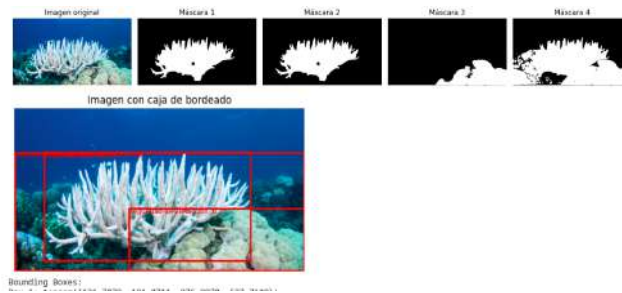 Imagen original
Máscara 1
Máscara 2
Máscara 3
Máscara 4
Imagen con caja de bordeado
Bounding Boxes: